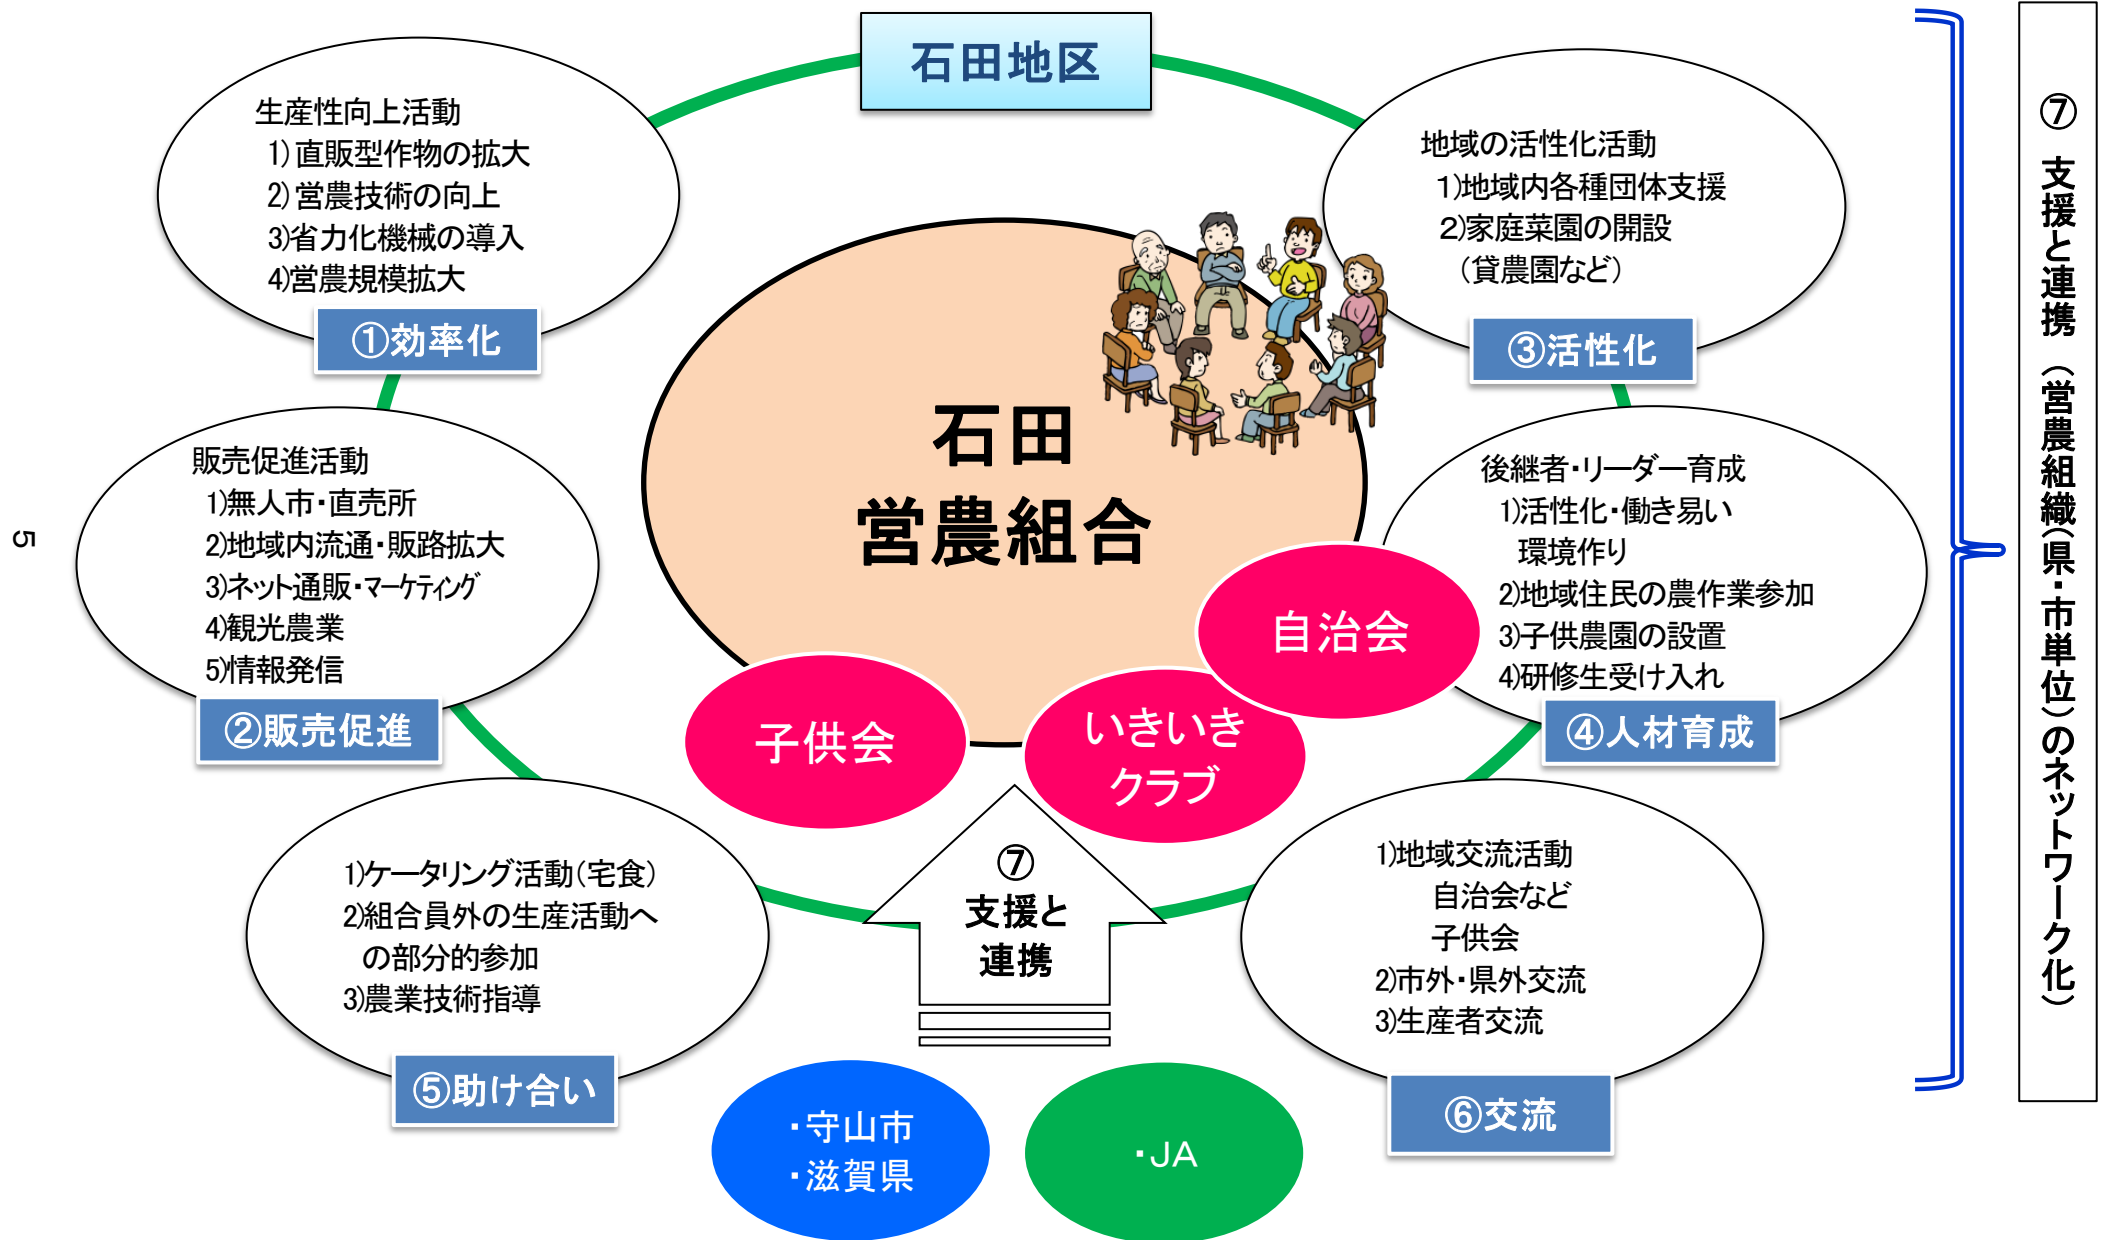 石田地区
生産性向上活動
1)直販型作物の拡大
2)営農技術の向上
3)省力化機械の導入
4)営農規模拡大
①効率化
販売促進活動
1)無人市・直売所
2)地域内流通・販路拡大
3)ネット通販・マーケティング
4)観光農業
5)情報発信
②販売促進
地域の活性化活動
1)地域内各種団体支援
2)家庭菜園の開設
(貸農園など)
③活性化
後継者・リーダー育成
1)活性化・働き易い
環境作り
2)地域住民の農作業参加
3)子供農園の設置
4)研修生受け入れ
④人材育成
1)ケータリング活動(宅食)
2)組合員外の生産活動へ
の部分的参加
3)農業技術指導
⑤助け合い
1)地域交流活動
自治会など
子供会
2)市外・県外交流
3)生産者交流
⑥交流
石田
営農組合
自治会
子供会
いきいき
クラブ
⑦
支援と
連携
・守山市
・滋賀県
・JA
⑦ 支援と連携 (営農組織(県・市単位)のネットワーク化)
5